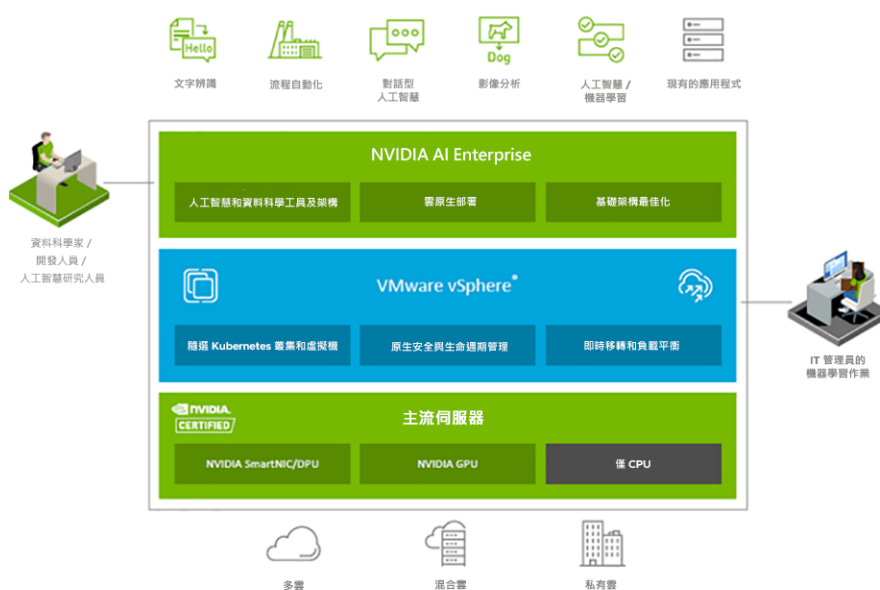 Hello
Dog
文字辨識
流程自動化
對話型
人工智慧
影像分析
人工智慧 /
機器學習
現有的應用程式
NVIDIA AI Enterprise
人工智慧和資料科學工具及架構
雲原生部署
基礎架構最佳化
資料科學家 /
開發人員 /
人工智慧研究人員
VMware vSphere®
隨選 Kubernetes 叢集和虛擬機
原生安全與生命週期管理
即時移轉和負載平衡
IT 管理員的
機器學習作業
NVIDIA.
CERTIFIED
主流伺服器
NVIDIA SmartNIC/DPU
NVIDIA GPU
僅 CPU
多雲
混合雲
私有雲